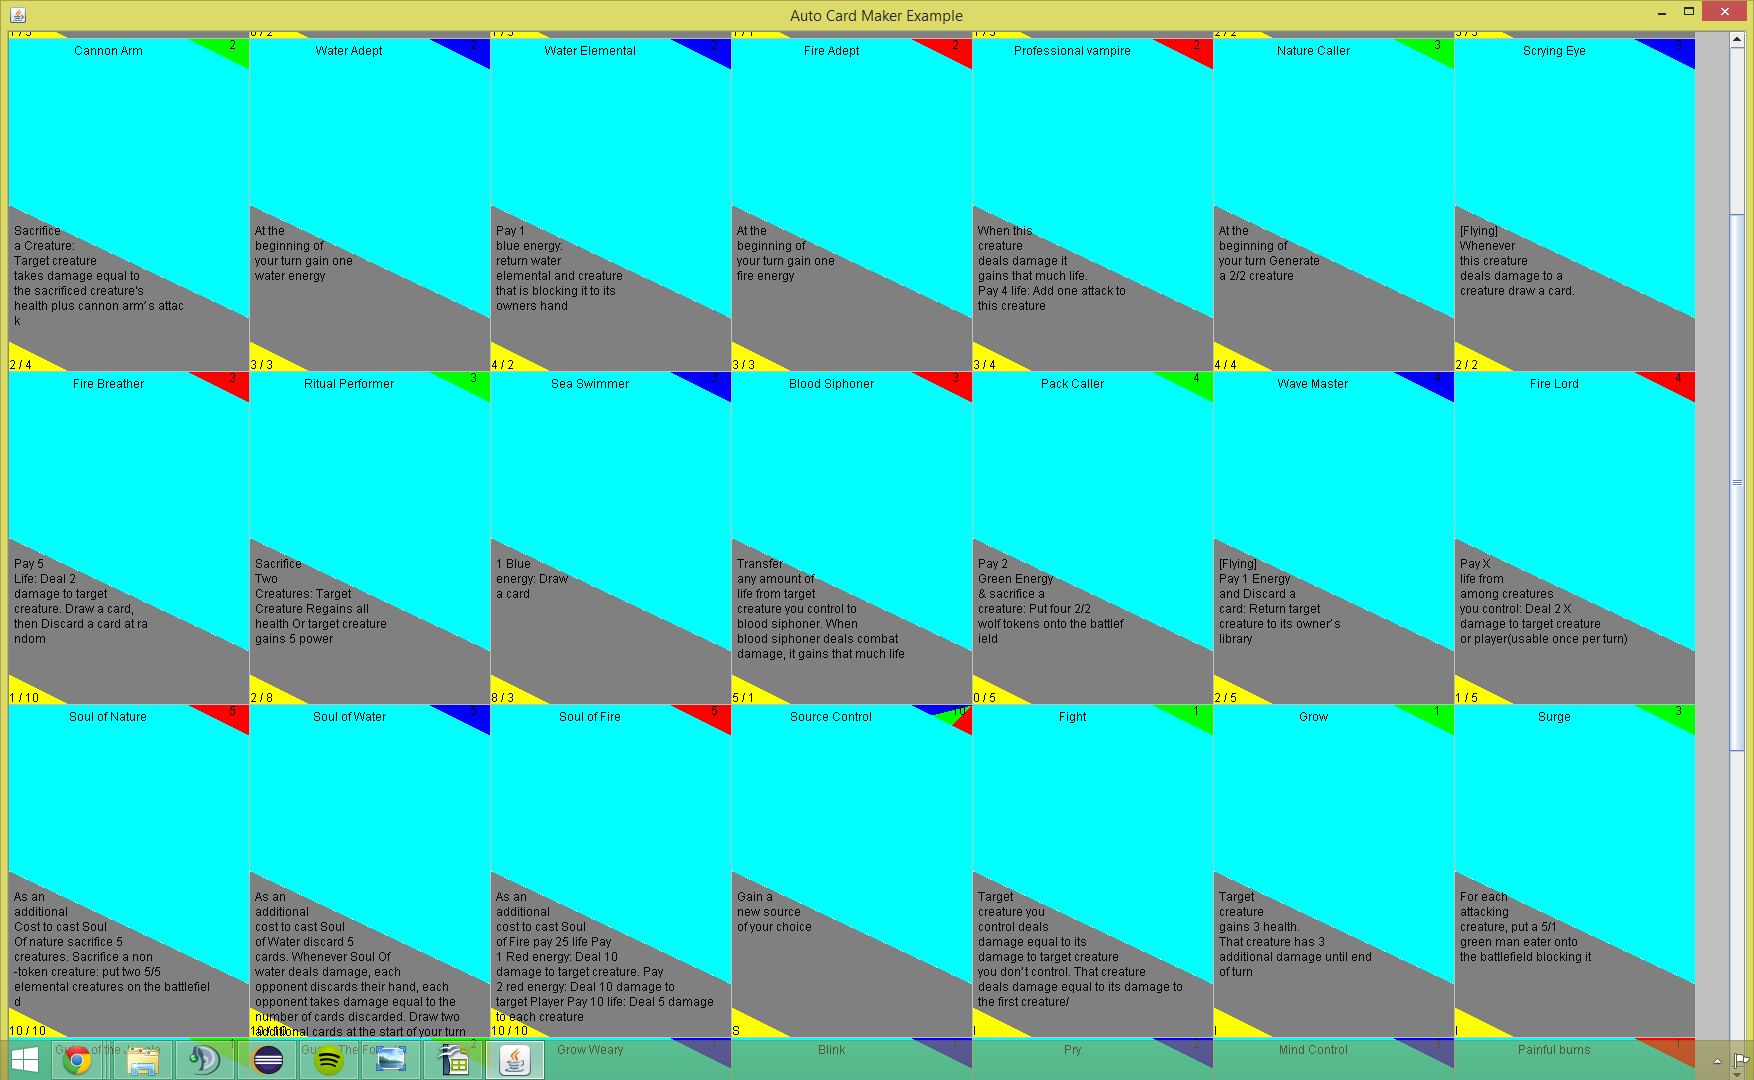 Auto Card Maker Example
Cannon Arm
2
Sacrifice
a Creature:
Target creature
takes damage equal to
the sacrificed creature's
health plus cannon arm's attac
k
2 / 4
Water Adept
2
At the
beginning of
your turn gain one
water energy
3 / 3
Water Elemental
2
Pay 1
blue energy:
return water
elemental and creature
that is blocking it to its
owners hand
4 / 2
Fire Adept
2
At the
beginning of
your turn gain one
fire energy
3 / 3
Professional vampire
2
When this
creature
deals damage it
gains that much life.
Pay 4 life: Add one attack to
this creature
3 / 4
Nature Caller
3
At the
beginning of
your turn Generate
a 2/2 creature
4 / 4
Scrying Eye
3
[Flying]
Whenever
this creature
deals damage to a
creature draw a card.
2 / 2
Fire Breather
3
Pay 5
Life: Deal 2
damage to target
creature. Draw a card,
then Discard a card at ra
ndom
1 / 10
Ritual Performer
3
Sacrifice
Two
Creatures: Target
Creature Regains all
health Or target creature
gains 5 power
2 / 8
Sea Swimmer
3
1 Blue
energy: Draw
a card
8 / 3
Blood Siphoner
3
Transfer
any amount of
life from target
creature you control to
blood siphoner. When
blood siphoner deals combat
damage, it gains that much life
5 / 1
Pack Caller
4
Pay 2
Green Energy
& sacrifice a
creature: Put four 2/2
wolf tokens onto the battlef
ield
0 / 5
Wave Master
4
[Flying]
Pay 1 Energy
and Discard a
card: Return target
creature to its owner's
library
2 / 5
Fire Lord
4
Pay X
life from
among creatures
you control: Deal 2 X
damage to target creature
or player(usable once per turn)
1 / 5
Soul of Nature
5
As an
additional
Cost to cast Soul
Of nature sacrifice 5
creatures. Sacrifice a non
-token creature: put two 5/5
elemental creatures on the battlefiel
d
10 / 10
Soul of Water
5
As an
additional
cost to cast Soul
of Water discard 5
cards. Whenever Soul Of
water deals damage, each
opponent discards their hand, each
opponent takes damage equal to the
number of cards discarded. Draw two
additional cards at the start of your turn
10 / 10
Soul of Fire
5
As an
additional
cost to cast Soul
of Fire pay 25 life Pay
1 Red energy: Deal 10
damage to target creature. Pay
2 red energy: Deal 10 damage to
target Player Pay 10 life: Deal 5 damage
to each creature
10 / 10
Source Control
10
Gain a
new source
of your choice
S
Fight
1
Target
creature you
control deals
damage equal to its
damage to target creature
you don't control. That creature
deals damage equal to its damage to
the first creature/
I
Grow
1
Target
creature
gains 3 health.
That creature has 3
additional damage until end
of turn
I
Surge
3
For each
attacking
creature, put a 5/1
green man eater onto
the battlefield blocking it
I
Grow Weary
Blink
Pry
Mind Control
Painful burns